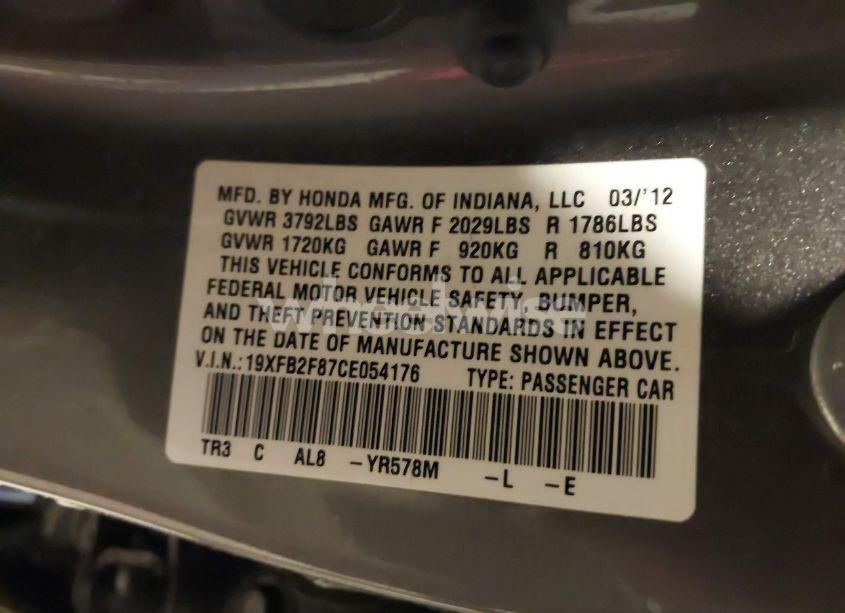 MFD. BY HONDA MFG. OF INDIANA, LLC 03/'12
GVWR 3792LBS GAWR F 2029LBS R 1786LBS
GVWR 1720KG GAWR F 920KG R 810KG
THIS VEHICLE CONFORMS TO ALL APPLICABLE
FEDERAL MOTOR VEHICLE SAFETY, BUMPER,
AND THEFT PREVENTION STANDARDS IN EFFECT
ON THE DATE OF MANUFACTURE SHOWN ABOVE.
V.I.N.:19XFB2F87CE054176 TYPE: PASSENGER CAR
TR3 C AL8 -YR578M -L -E